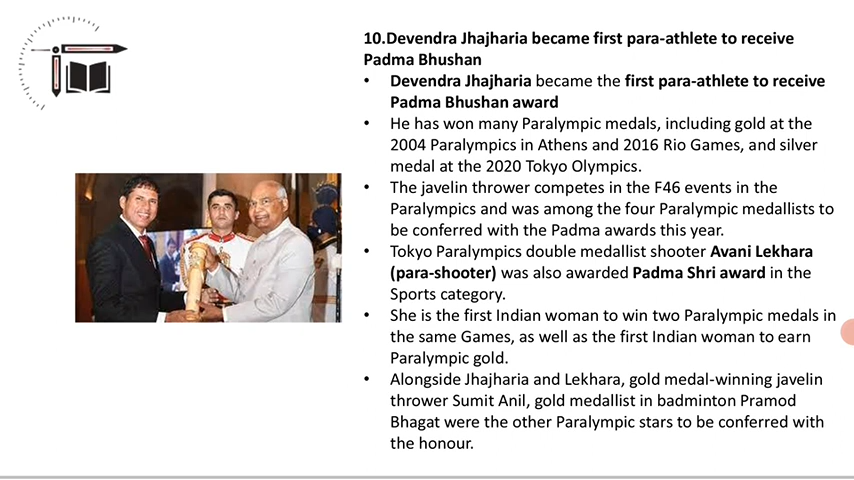 10.Devendra Jhajharia became first para-athlete to receive
Padma Bhushan
• Devendra Jhajharia became the first para-athlete to receive
Padma Bhushan award
• He has won many Paralympic medals, including gold at the
2004 Paralympics in Athens and 2016 Rio Games, and silver
medal at the 2020 Tokyo Olympics.
• The javelin thrower competes in the F46 events in the
Paralympics and was among the four Paralympic medallists to
be conferred with the Padma awards this year.
• Tokyo Paralympics double medallist shooter Avani Lekhara
(para-shooter) was also awarded Padma Shri award in the
Sports category.
• She is the first Indian woman to win two Paralympic medals in
the same Games, as well as the first Indian woman to earn
Paralympic gold.
• Alongside Jhajharia and Lekhara, gold medal-winning javelin
thrower Sumit Anil, gold medallist in badminton Pramod
Bhagat were the other Paralympic stars to be conferred with
the honour.